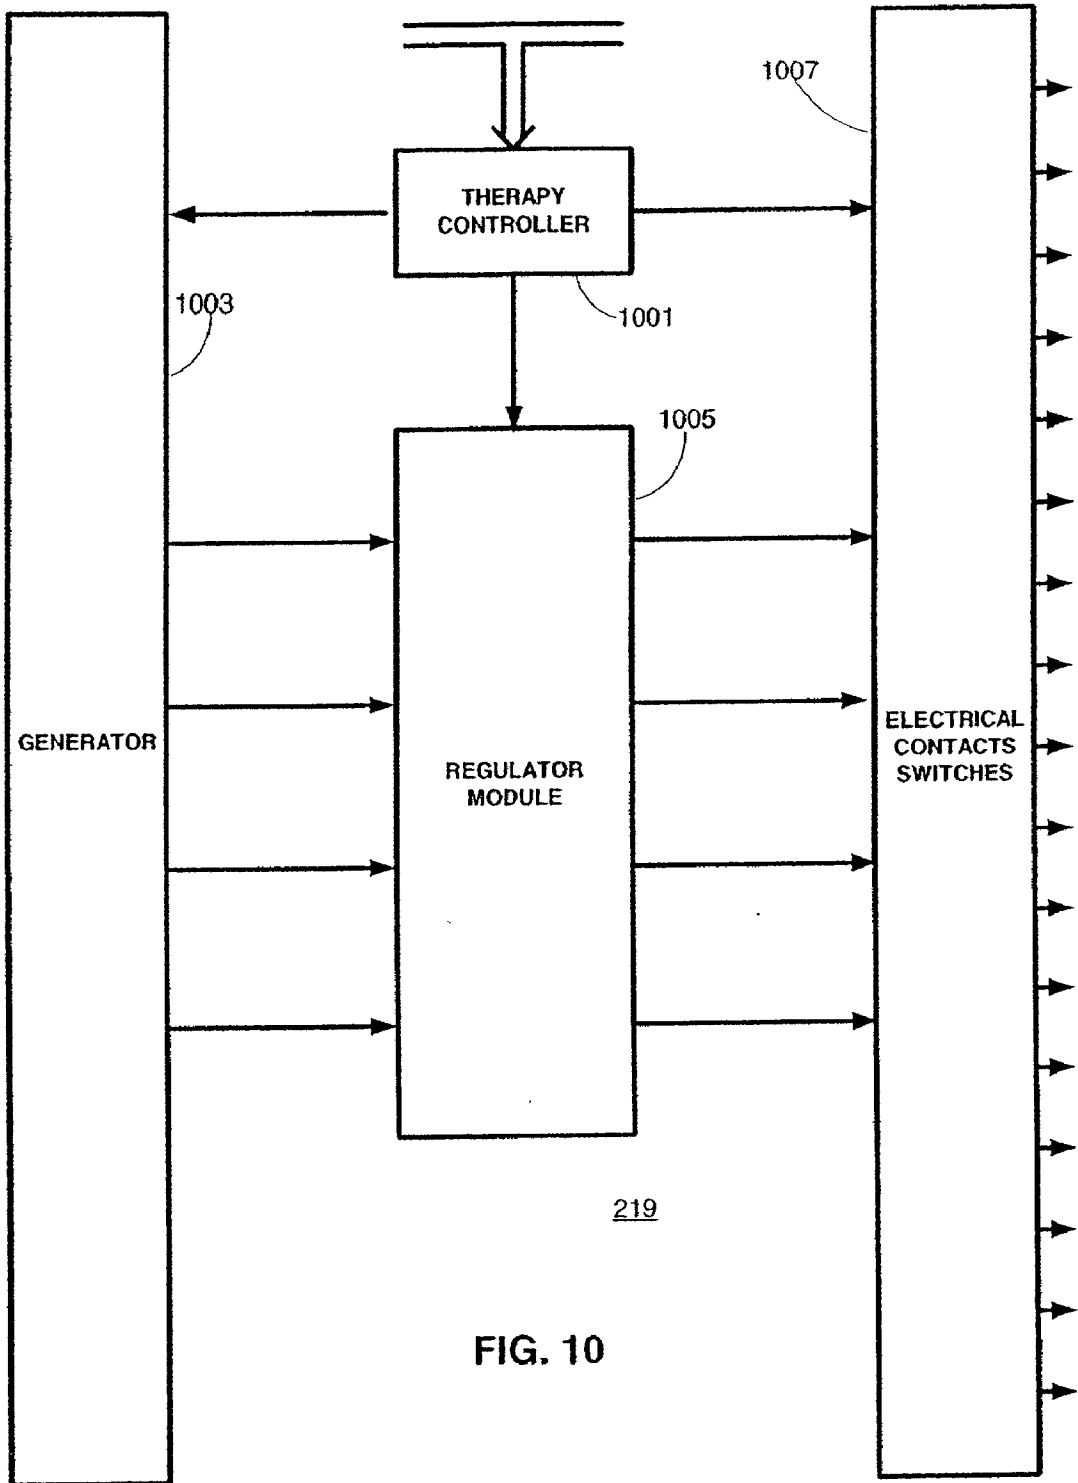 1007
THERAPY
CONTROLLER
1003
1001
1005
GENERATOR
REGULATOR
MODULE
ELECTRICAL
CONTACTS
SWITCHES
219
FIG. 10